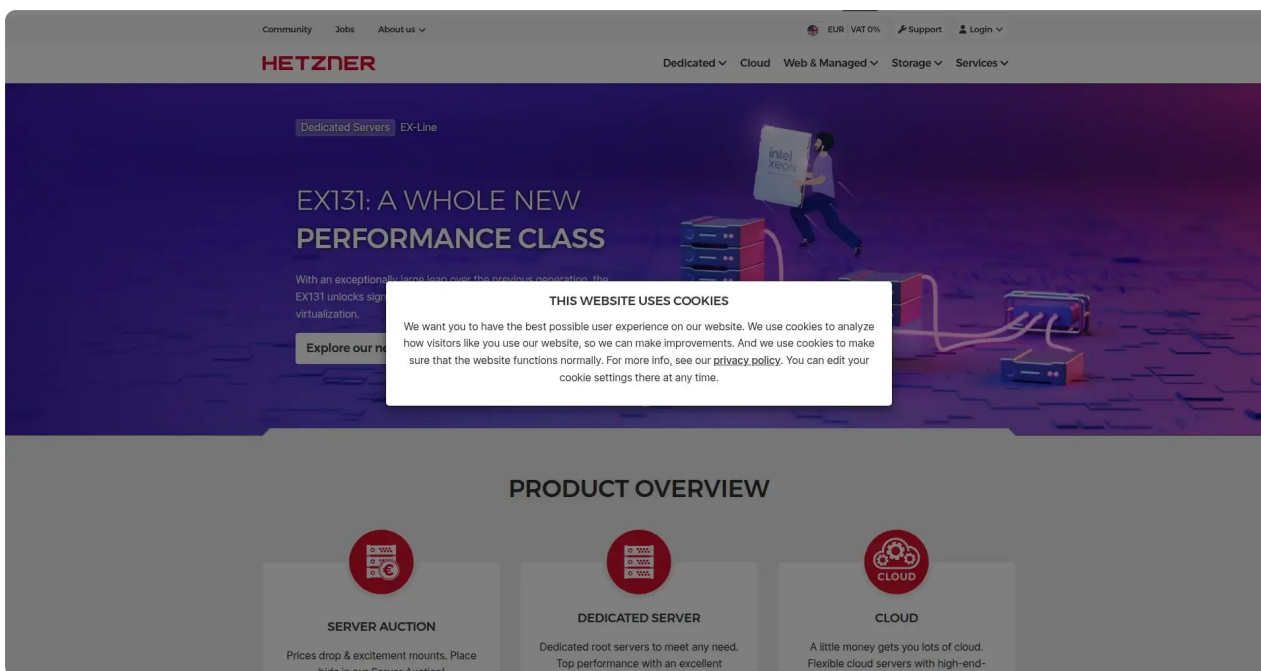 Community Jobs About us
EUR VAT 0% Support Login
HETZNER
Dedicated Cloud Web & Managed Storage Services
Dedicated Servers EX-Line
intel
XEON
EX131: A WHOLE NEW
PERFORMANCE CLASS
With an exceptionally large leap over the previous generation, the
EX131 unlocks sign
virtualization.
Explore our ne
THIS WEBSITE USES COOKIES
We want you to have the best possible user experience on our website. We use cookies to analyze
how visitors like you use our website, so we can make improvements. And we use cookies to make
sure that the website functions normally. For more info, see our privacy policy. You can edit your
cookie settings there at any time.
PRODUCT OVERVIEW
€
SERVER AUCTION
Prices drop & excitement mounts. Place
bids in our Server Auction!
DEDICATED SERVER
Dedicated root servers to meet any need.
Top performance with an excellent
CLOUD
CLOUD
A little money gets you lots of cloud.
Flexible cloud servers with high-end-